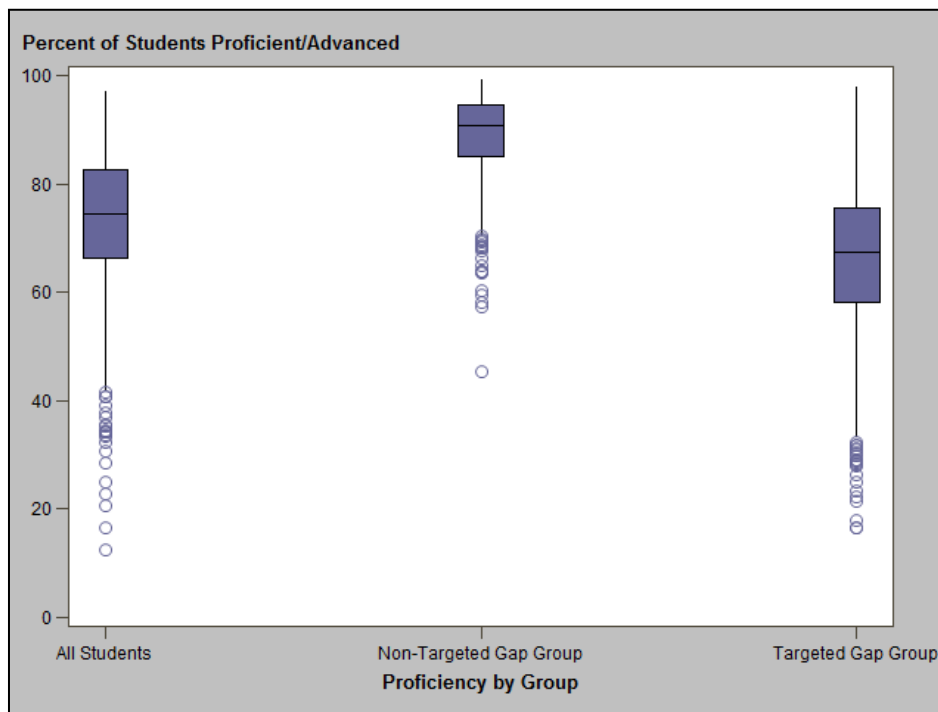 Percent of Students Proficient/Advanced
100
80
60
40
20
0
All Students Non-Targeted Gap Group Targeted Gap Group
Proficiency by Group